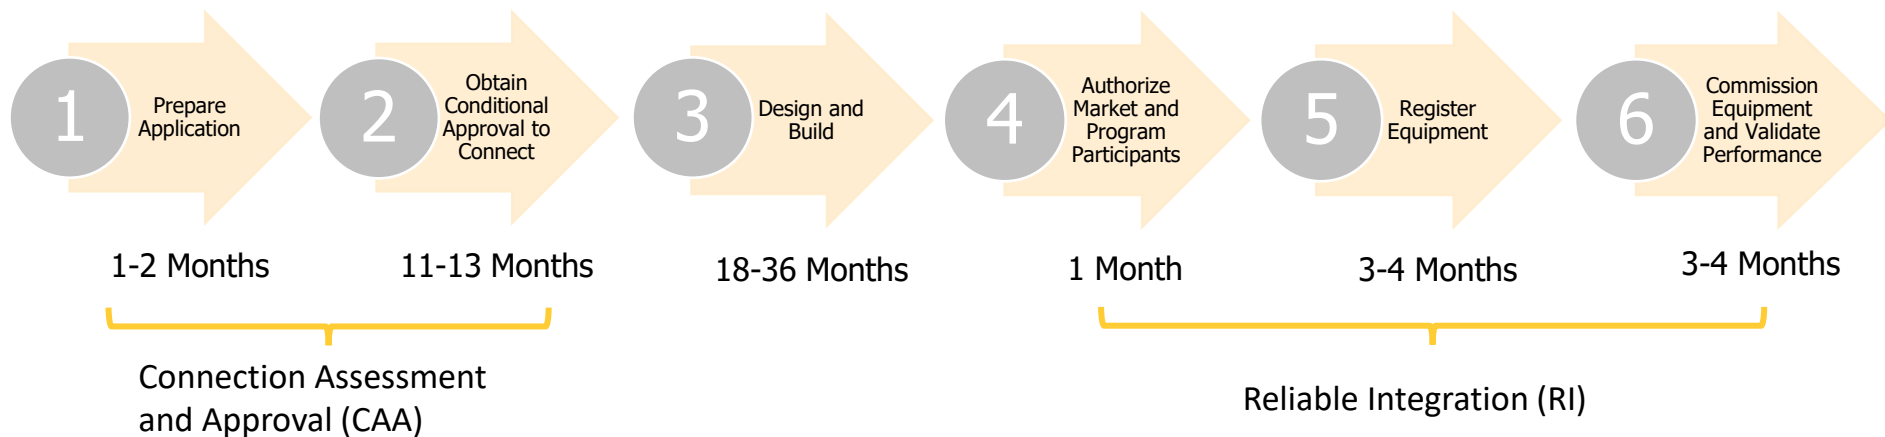 1
Prepare
Application
2
Obtain
Conditional
Approval to
Connect
3
Design and
Build
4
Authorize
Market and
Program
Participants
5
Register
Equipment
6
Commission
Equipment
and Validate
Performance
1-2 Months
11-13 Months
18-36 Months
1 Month
3-4 Months
3-4 Months
Connection Assessment
and Approval (CAA)
Reliable Integration (RI)